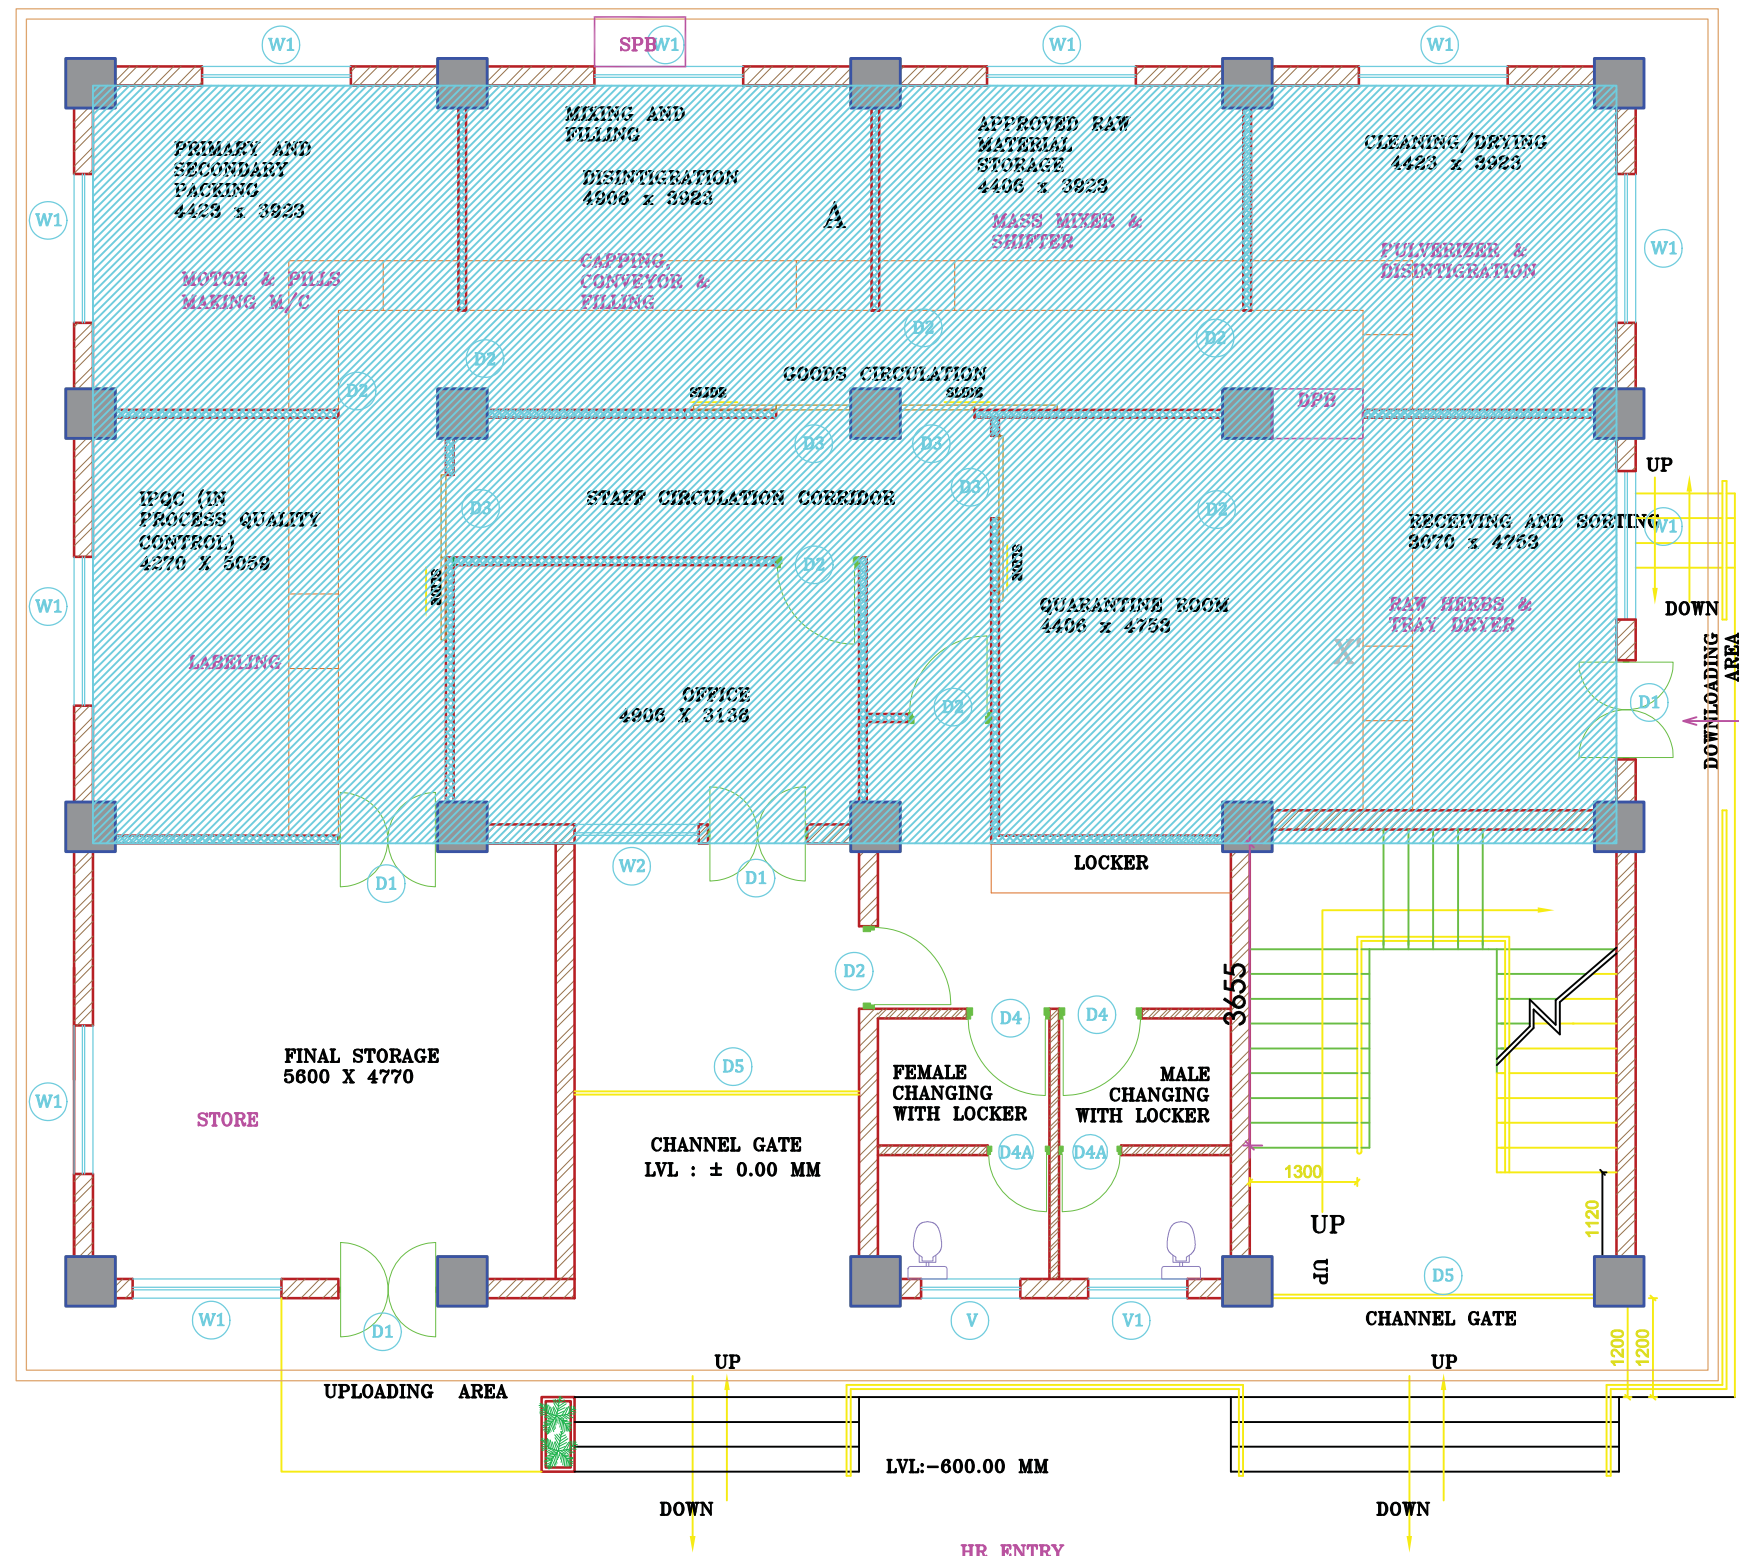 W1
SPB
W1
W1
W1
MIXING AND
FILLING
PRIMARY AND
SECONDARY
PACKING
4423 x 3923
DISINTIGRATION
4906 x 3923
A
APPROVED RAW
MATERIAL
STORAGE
4406 x 3923
CLEANING/DRYING
4423 x 3923
W1
W1
MASS MIXER &
SHIFTER
PULVERIZER &
DISINTIGRATION
MOTOR & PILLS
MAKING M/C
CAPPING,
CONVEYOR &
FILLING
D2
D2
D2
D2
GOODS CIRCULATION
SLIDE
SLIDE
DPB
D3
D3
UP
IPQC (IN
PROCESS QUALITY
CONTROL)
4270 X 5059
D3
STAFF CIRCULATION CORRIDOR
D3
D2
RECEIVING AND SORTING
3070 x 4753
W1
W1
SLIDE
D2
SLIDE
QUARANTINE ROOM
4406 x 4753
RAW HERBS &
TRAY DRYER
DOWN
DOWNLOADING
AREA
X'
LABELING
OFFICE
4906 X 3136
D2
D1
W2
D1
D1
LOCKER
D2
3655
D4
D4
FINAL STORAGE
5600 X 4770
STORE
W1
D5
FEMALE
CHANGING
WITH LOCKER
MALE
CHANGING
WITH LOCKER
CHANNEL GATE
LVL : ± 0.00 MM
D4A
D4A
1300
1120
UP
UP
D5
W1
D1
V
V1
CHANNEL GATE
1200
1200
UP
UP
UPLOADING AREA
LVL:-600.00 MM
DOWN
DOWN
HR ENTRY